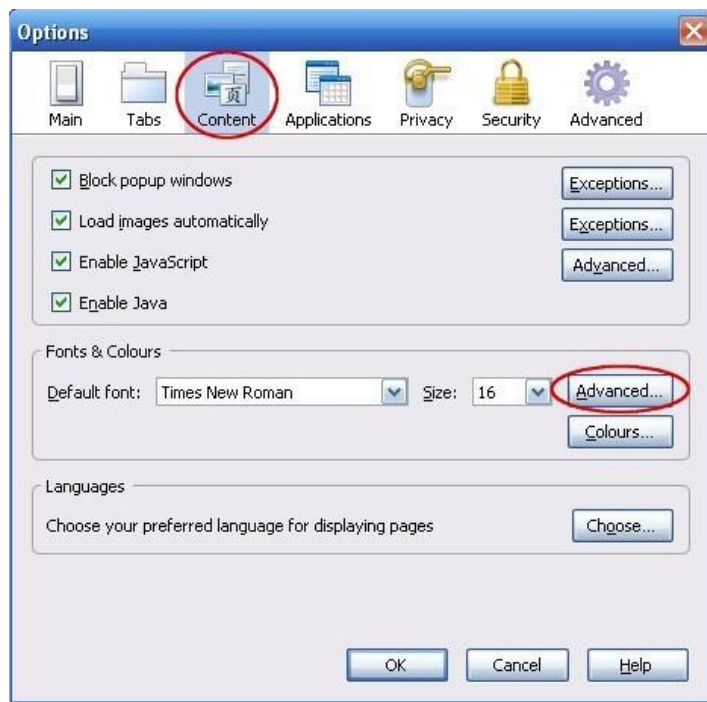 Options
Main Tabs Content Applications Privacy Security Advanced
页
Block popup windows Exceptions...
Load images automatically Exceptions...
Enable JavaScript Advanced...
Enable Java
Fonts & Colours
Default font: Times New Roman Size: 16 Advanced...
Colours...
Languages
Choose your preferred language for displaying pages Choose...
OK Cancel Help